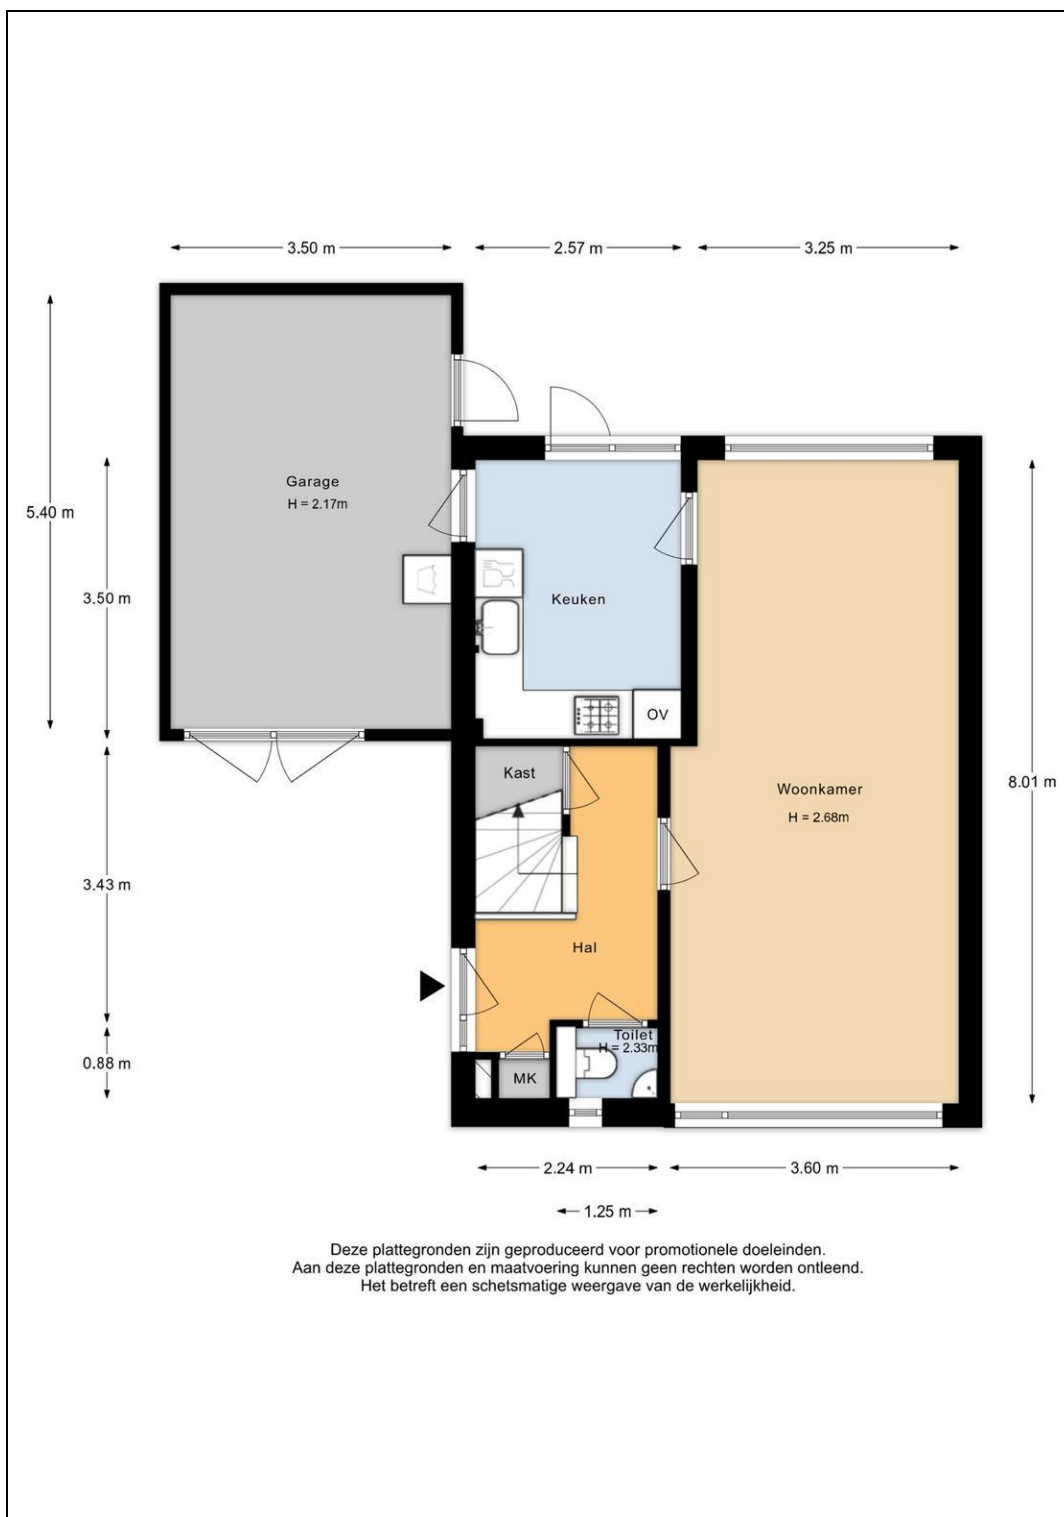 3.50 m
2.57 m
3.25 m
5.40 m
3.50 m
3.43 m
0.88 m
8.01 m
Garage
H = 2.17m
Keuken
OV
Kast
Woonkamer
H = 2.68m
Hal
Toilet
H = 2.33m
MK
2.24 m
3.60 m
1.25 m
Deze plattegronden zijn geproduceerd voor promotionele doeleinden.
Aan deze plattegronden en maatvoering kunnen geen rechten worden ontleend.
Het betreft een schetsmatige weergave van de werkelijkheid.